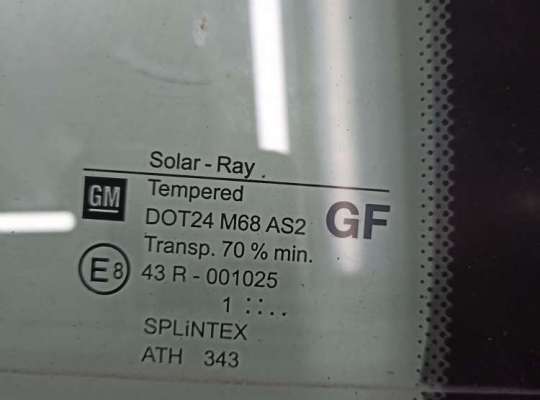 Solar-Ray.
GM
Tempered
DOT24 M68 AS2
GF
Transp. 70 % min.
E8
43 R - 001025
1 ::..
SPLiNTEX
ATH 343